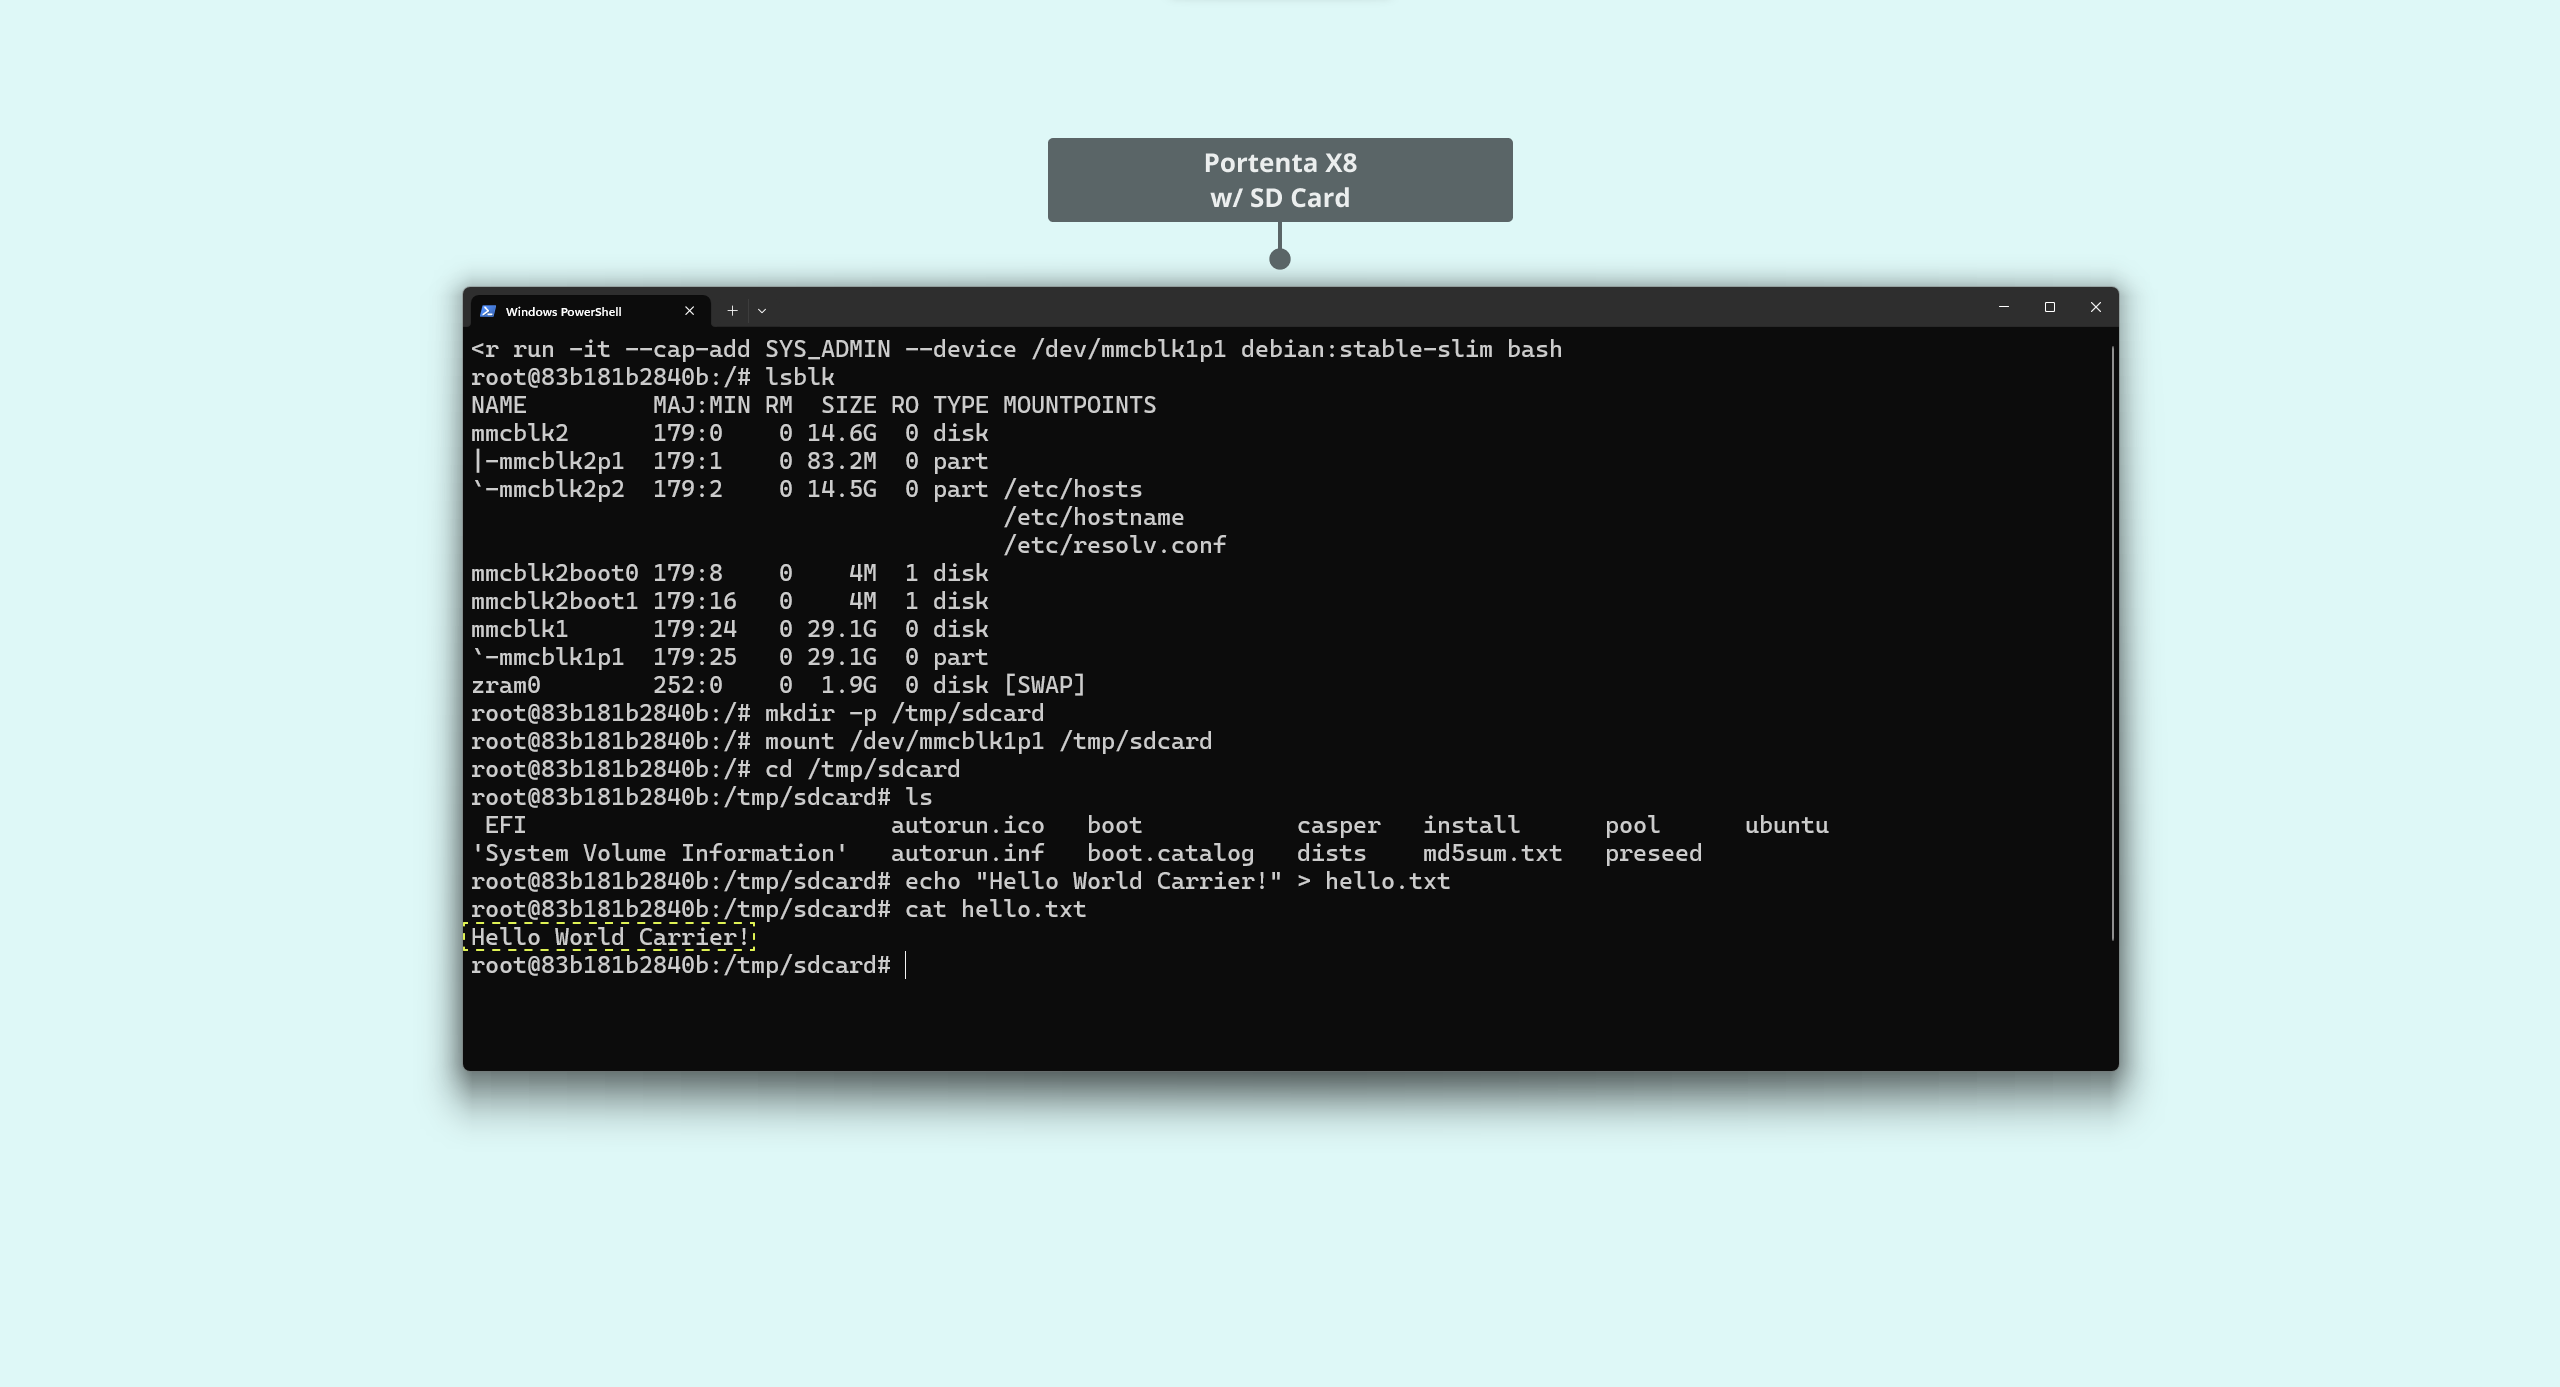 Portenta X8
w/ SD Card
Windows PowerShell
<r run -it --cap-add SYS_ADMIN --device /dev/mmcblk1p1 debian:stable-slim bash
root@83b181b2840b:/# lsblk
NAME         MAJ:MIN RM  SIZE RO TYPE MOUNTPOINTS
mmcblk2      179:0    0 14.6G  0 disk
|-mmcblk2p1  179:1    0 83.2M  0 part
`-mmcblk2p2  179:2    0 14.5G  0 part /etc/hosts
                                      /etc/hostname
                                      /etc/resolv.conf
mmcblk2boot0 179:8    0    4M  1 disk
mmcblk2boot1 179:16   0    4M  1 disk
mmcblk1      179:24   0 29.1G  0 disk
`-mmcblk1p1  179:25   0 29.1G  0 part
zram0        252:0    0  1.9G  0 disk [SWAP]
root@83b181b2840b:/# mkdir -p /tmp/sdcard
root@83b181b2840b:/# mount /dev/mmcblk1p1 /tmp/sdcard
root@83b181b2840b:/# cd /tmp/sdcard
root@83b181b2840b:/tmp/sdcard# ls
 EFI                          autorun.ico   boot           casper   install      pool      ubuntu
'System Volume Information'   autorun.inf   boot.catalog   dists    md5sum.txt   preseed
root@83b181b2840b:/tmp/sdcard# echo "Hello World Carrier!" > hello.txt
root@83b181b2840b:/tmp/sdcard# cat hello.txt
Hello World Carrier!
root@83b181b2840b:/tmp/sdcard#